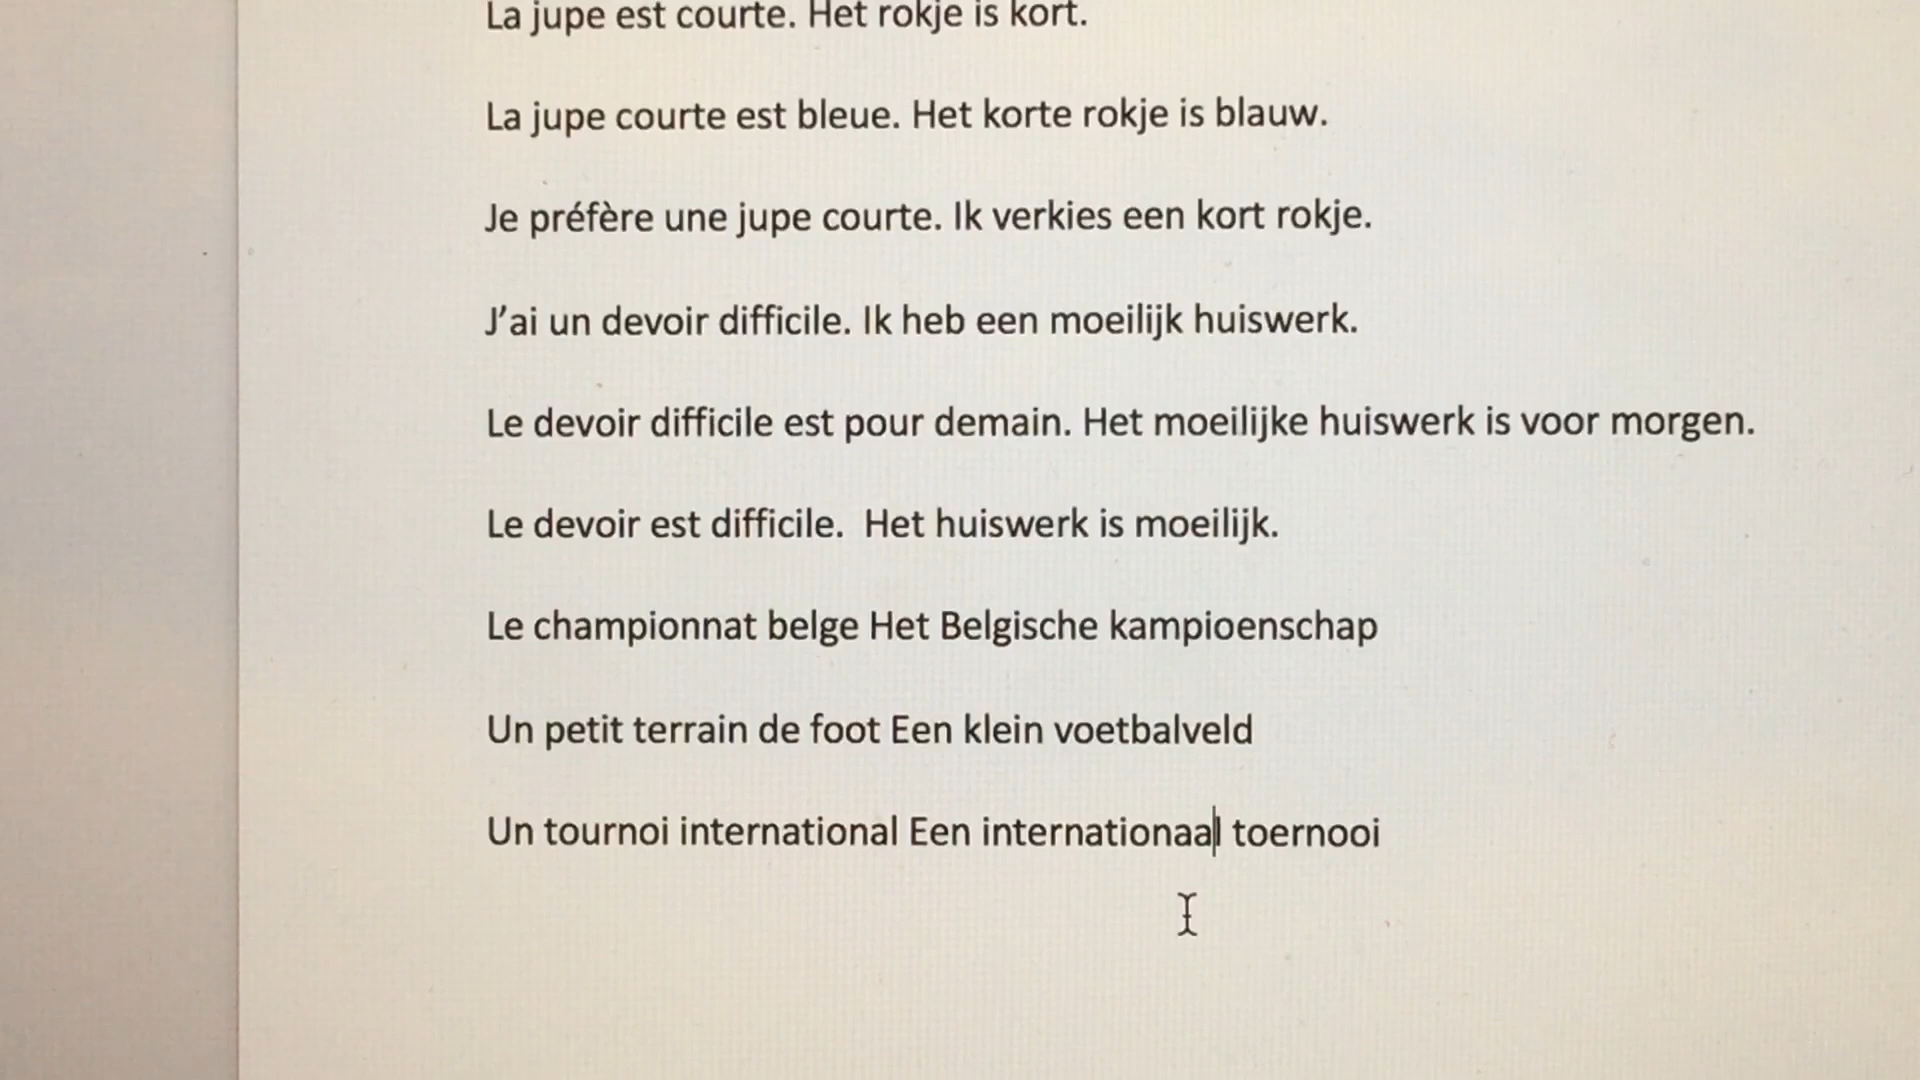 La jupe est courte. Het rokje is kort.
La jupe courte est bleue. Het korte rokje is blauw.
Je préfère une jupe courte. Ik verkies een kort rokje.
J’ai un devoir difficile. Ik heb een moeilijk huiswerk.
Le devoir difficile est pour demain. Het moeilijke huiswerk is voor morgen.
Le devoir est difficile.  Het huiswerk is moeilijk.
Le championnat belge Het Belgische kampioenschap
Un petit terrain de foot Een klein voetbalveld
Un tournoi international Een internationaal toernooi